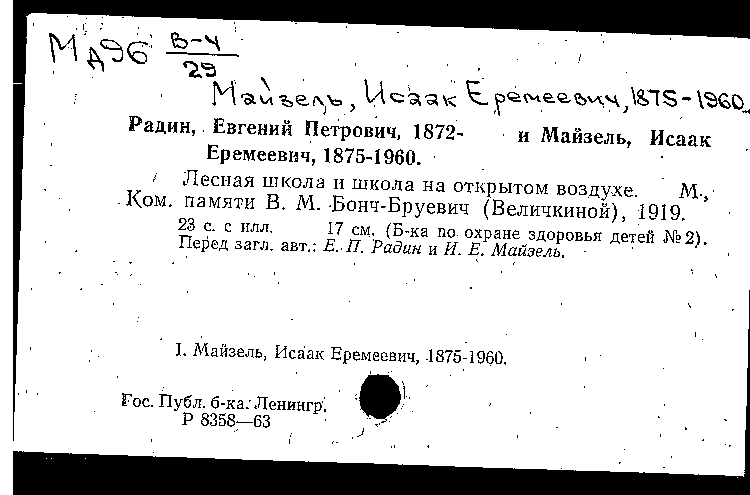 Мд96 В-4/29
Майзель, Исаак Еремеевич, 1875-1960.
Радин, Евгений Петрович, 1872- и Майзель, Исаак
Еремеевич, 1875-1960.
Лесная школа и школа на открытом воздухе. М.,
Ком. памяти В. М. Бонч-Бруевич (Величкиной), 1919.
23 с. с илл. 17 см. (Б-ка по охране здоровья детей № 2).
Перед загл. авт.: Е. П. Радин и И. Е. Майзель.
I. Майзель, Исаак Еремеевич, 1875-1960.
Гос. Публ. б-ка. Ленингр.
Р 8358—63